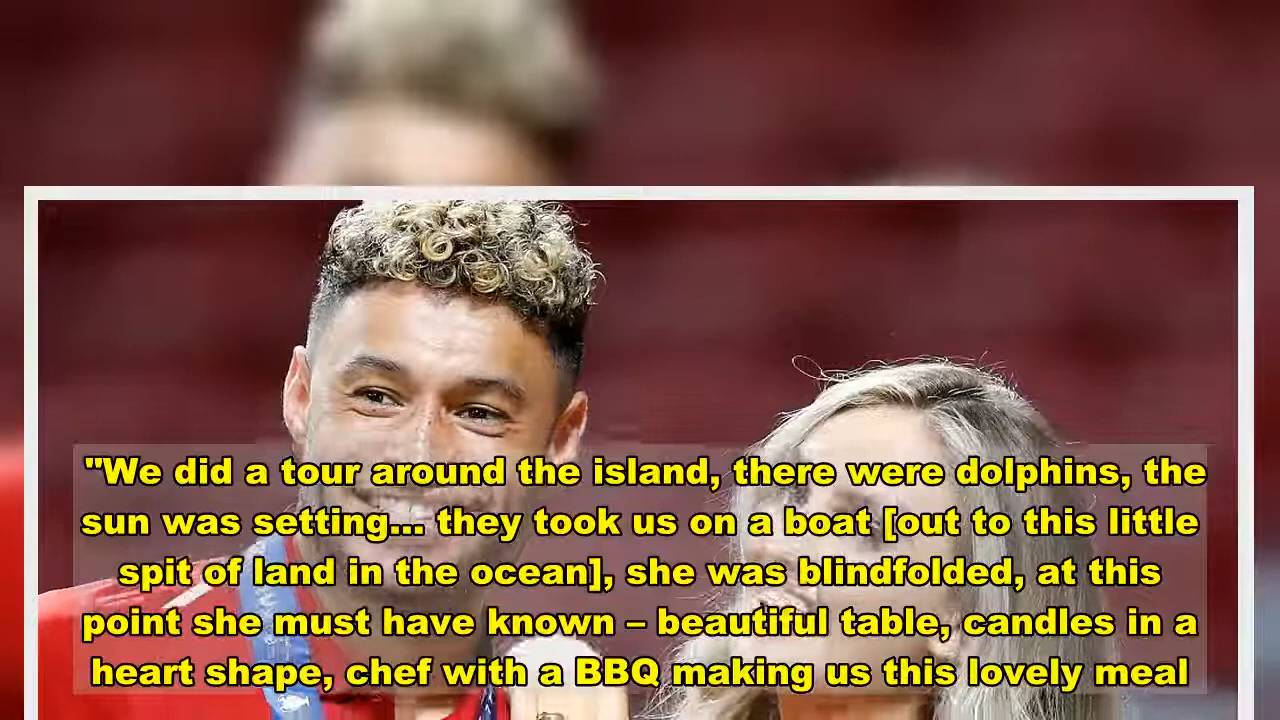 "We did a tour around the island, there were dolphins, the
sun was setting... they took us on a boat [out to this little
spit of land in the ocean], she was blindfolded, at this
point she must have known – beautiful table, candles in a
heart shape, chef with a BBQ making us this lovely meal